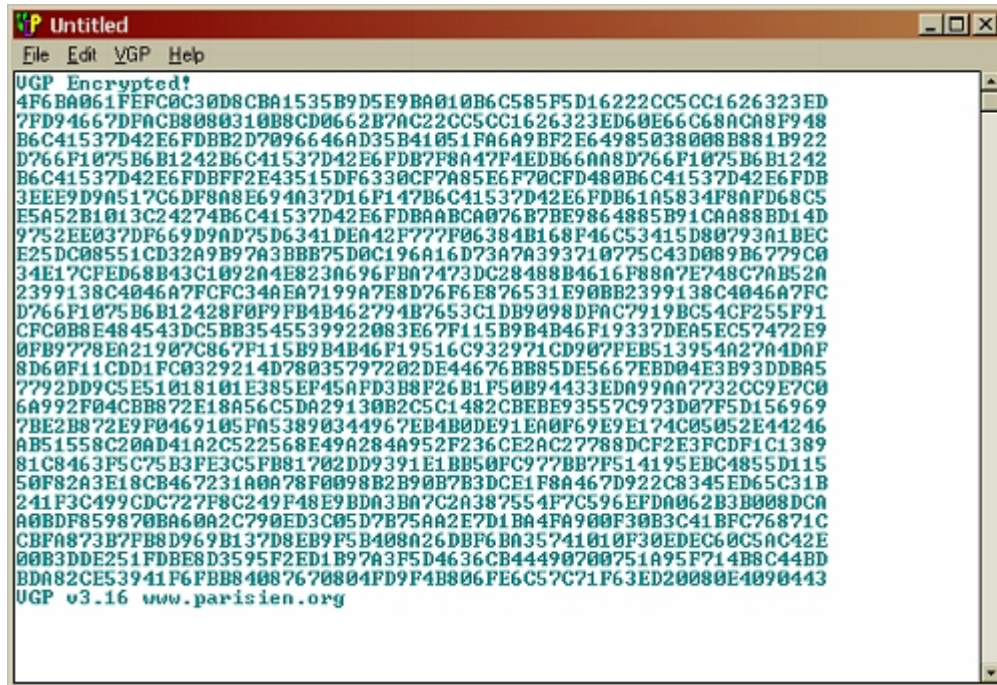 Untitled
File Edit VGP Help
VGP Encrypted!
4F6BA061FEFC0C30D8CBA1535B9D5E9BA010B6C585F5D16222CC5CC1626323ED
7FD94667DFACB8080310B8CD0662B7AC22CC5CC1626323ED60E66C68ACA8F948
B6C41537D42E6FDBB2D7096646AD35B41051FA6A9BF2E64985038008B881B922
D766F1075B6B1242B6C41537D42E6FDB7F8A47F4EDB66AA8D766F1075B6B1242
B6C41537D42E6FDBFF2E43515DF6330CF7A85E6F70CFD480B6C41537D42E6FDB
3EEE9D9A517C6DF8A8E694A37D16F147B6C41537D42E6FDB61A5834F8AFD68C5
E5A52B1013C24274B6C41537D42E6FDBAABCA076B7BE9864885B91CAA88BD14D
9752EE037DF669D9AD75D6341DEA42F777F06384B168F46C53415D80793A1BEC
E25DC08551CD32A9B97A3BBB75D0C196A16D73A7A393710775C43D089B6779C0
34E17CFED68B43C1092A4E823A696FBA7473DC28488B4616F88A7E748C7AB52A
2399138C4046A7FCFC34AEA7199A7E8D76F6E876531E90BB2399138C4046A7FC
D766F1075B6B12428F0F9FB4B462794B7653C1DB9098DFAC7919BC54CF255F91
CFC0B8E484543DC5BB3545539922083E67F115B9B4B46F19337DEA5EC57472E9
0FB9778EA21907C867F115B9B4B46F19516C932971CD907FEB513954A27A4DAF
8D60F11CDD1FC0329214D78035797202DE44676BB85DE5667EBD04E3B93DDBA5
7792DD9C5E51018101E385EF45AFD3B8F26B1F50B94433EDA99AA7732CC9E7C0
6A992F04CBB872E18A56C5DA29130B2C5C1482CBEBE93557C973D07F5D156969
7BE2B872E9F0469105FA53890344967EB4B0DE91EA0F69E9E174C05052E44246
AB51558C20AD41A2C522568E49A284A952F236CE2AC27788DCF2E3FCDF1C1389
81C8463F5C75B3FE3C5FB81702DD9391E1BB50FC977BB7F514195EBC4855D115
50F82A3E18CB467231A0A78F0098B2B90B7B3DCE1F8A467D922C8345ED65C31B
241F3C499CDC727F8C249F48E9BDA3BA7C2A387554F7C596EFDA062B3B008DCA
A0BDF859870BA60A2C790ED3C05D7B75AA2E7D1BA4FA900F30B3C41BFC76871C
CBFA873B7FB8D969B137D8EB9F5B408A26DBF6BA35741010F30EDEC60C5AC42E
00B3DDE251FDBE8D3595F2ED1B97A3F5D4636CB44490700751A95F714B8C44BD
BDA82CE53941F6FBB84087670804FD9F4B806FE6C57C71F63ED20080E4090443
VGP v3.16 www.parisien.org